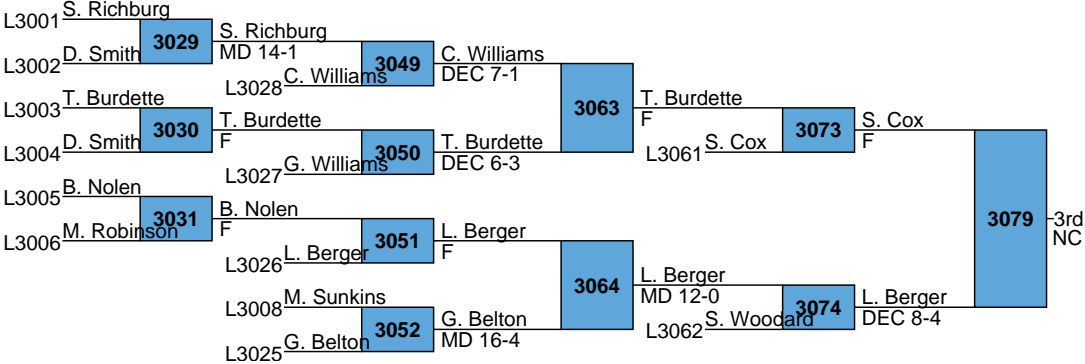 L3001 S. Richburg
3029
S. Richburg
MD 14-1
L3002 D. Smith
3049
C. Williams
DEC 7-1
L3028 C. Williams
3063
T. Burdette
F
L3003 T. Burdette
3030
T. Burdette
F
L3004 D. Smith
3050
T. Burdette
DEC 6-3
L3027 G. Williams
3073
S. Cox
F
L3061 S. Cox
L3005 B. Nolen
3031
B. Nolen
F
L3006 M. Robinson
3051
L. Berger
F
L3026 L. Berger
3079
3rd
NC
3064
L. Berger
MD 12-0
L3008 M. Sunkins
3052
G. Belton
MD 16-4
L3025 G. Belton
3074
L. Berger
DEC 8-4
L3062 S. Woodard